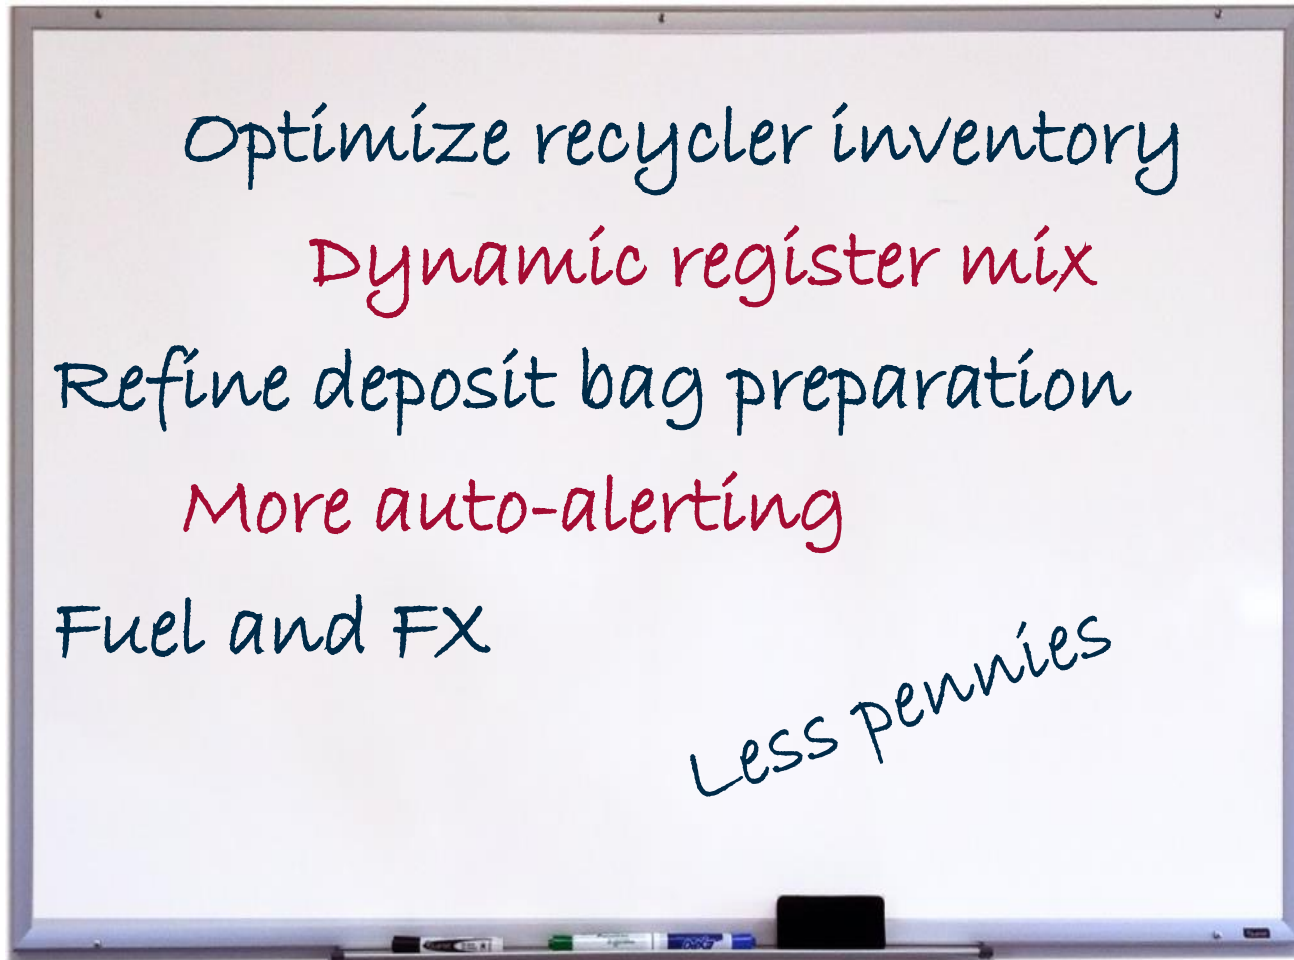 Optimize recycler inventory
Dynamic register mix
Refine deposit bag preparation
More auto-alerting
Fuel and FX
Less pennies